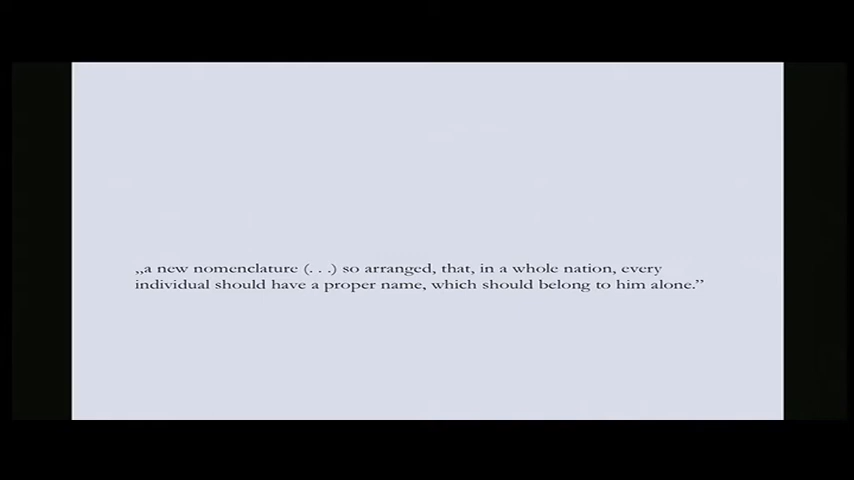 „a new nomenclature (. . .) so arranged, that, in a whole nation, every
individual should have a proper name, which should belong to him alone.”